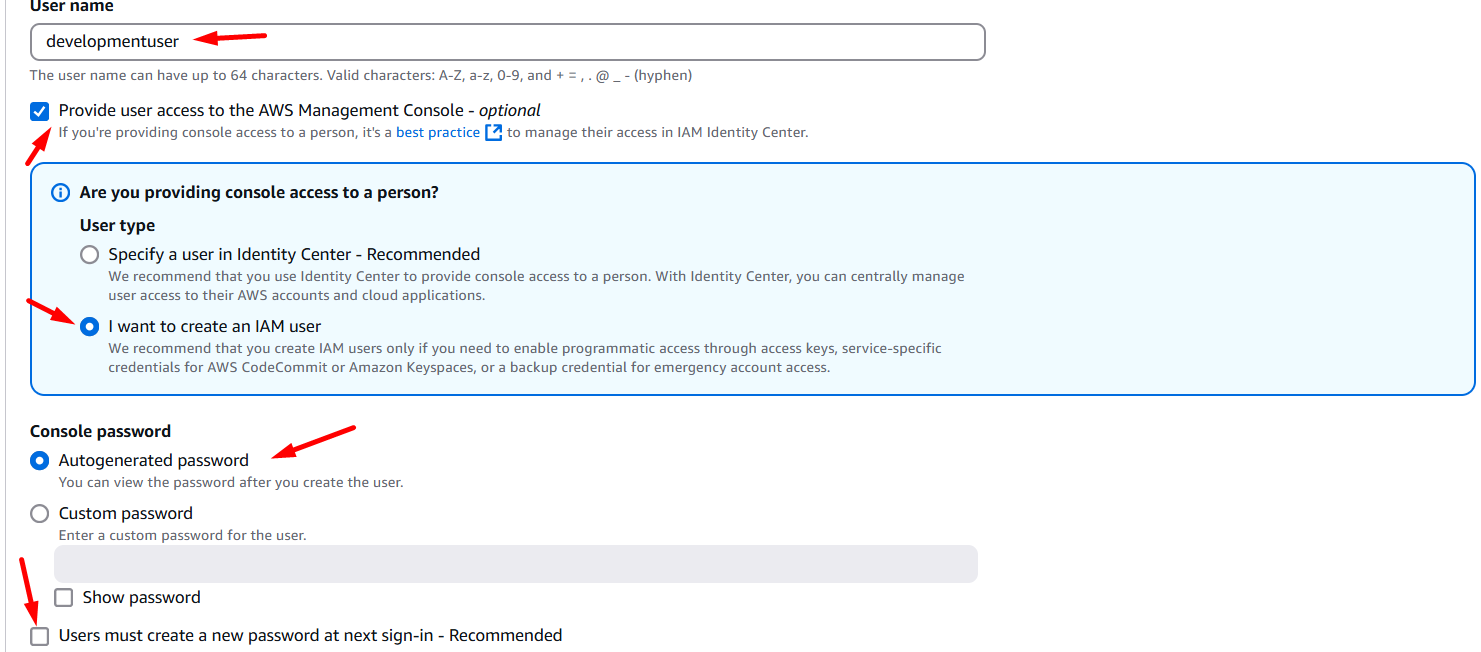 User name
developmentuser
The user name can have up to 64 characters. Valid characters: A-Z, a-z, 0-9, and + = , . @ _ - (hyphen)
Provide user access to the AWS Management Console - optional
If you're providing console access to a person, it's a best practice to manage their access in IAM Identity Center.
Are you providing console access to a person?
User type
Specify a user in Identity Center - Recommended
We recommend that you use Identity Center to provide console access to a person. With Identity Center, you can centrally manage
user access to their AWS accounts and cloud applications.
I want to create an IAM user
We recommend that you create IAM users only if you need to enable programmatic access through access keys, service-specific
credentials for AWS CodeCommit or Amazon Keyspaces, or a backup credential for emergency account access.
Console password
Autogenerated password
You can view the password after you create the user.
Custom password
Enter a custom password for the user.
Show password
Users must create a new password at next sign-in - Recommended